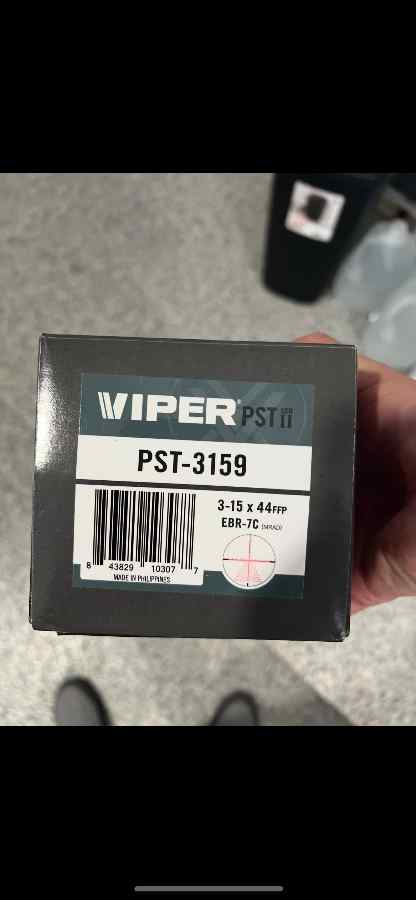 VIPER® PST GEN II
PST-3159
3-15 x 44 FFP
EBR-7C (MRAD)
8 43829 10307 7
MADE IN PHILIPPINES